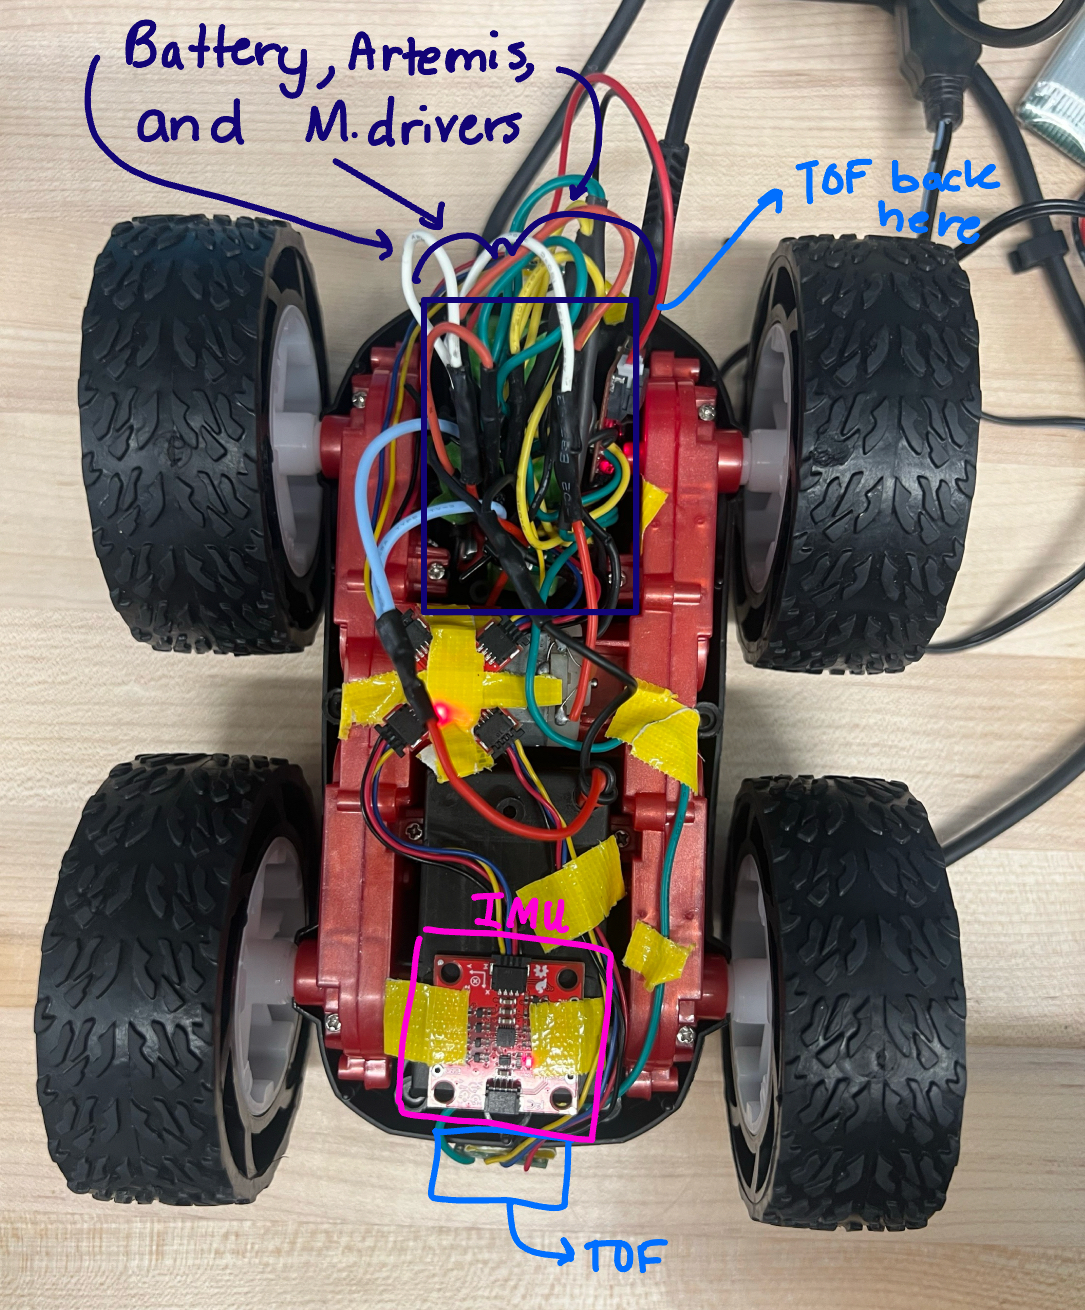 Battery, Artemis,
and M.drivers
TOF back
here
IMU
TOF